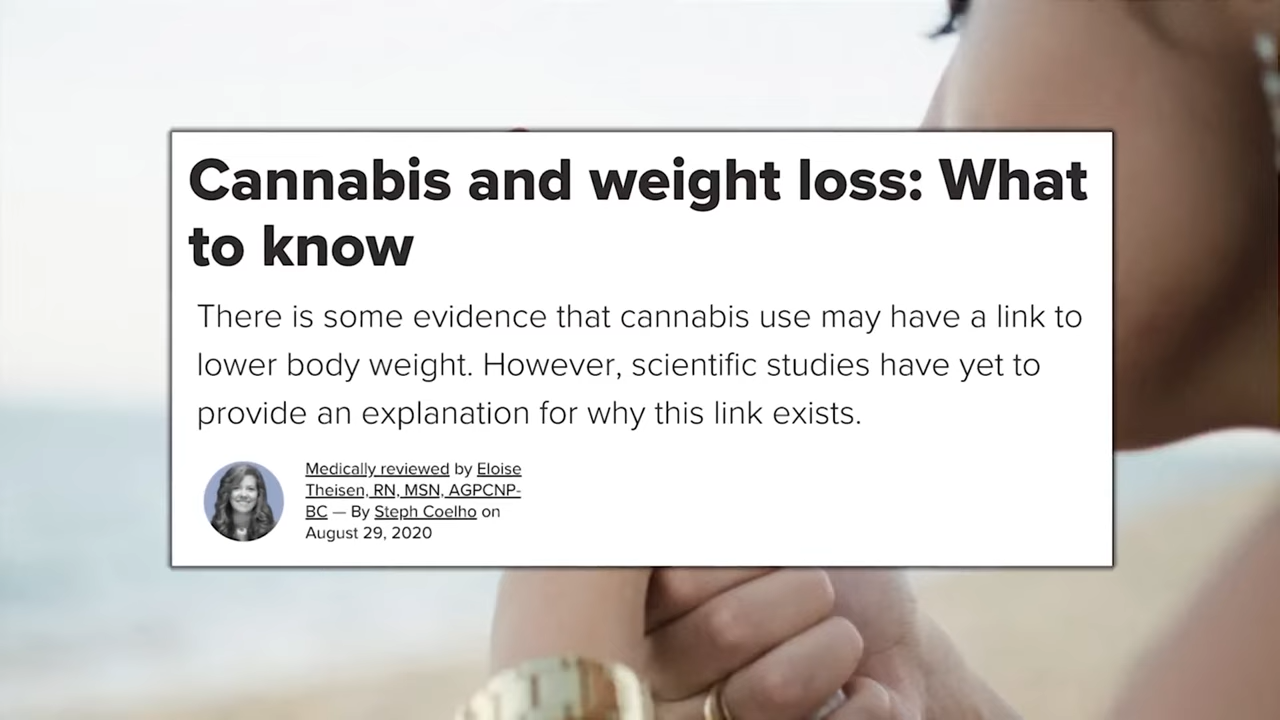 Cannabis and weight loss: What
to know
There is some evidence that cannabis use may have a link to
lower body weight. However, scientific studies have yet to
provide an explanation for why this link exists.
Medically reviewed by Eloise
Theisen, RN, MSN, AGPCNP-
BC — By Steph Coelho on
August 29, 2020